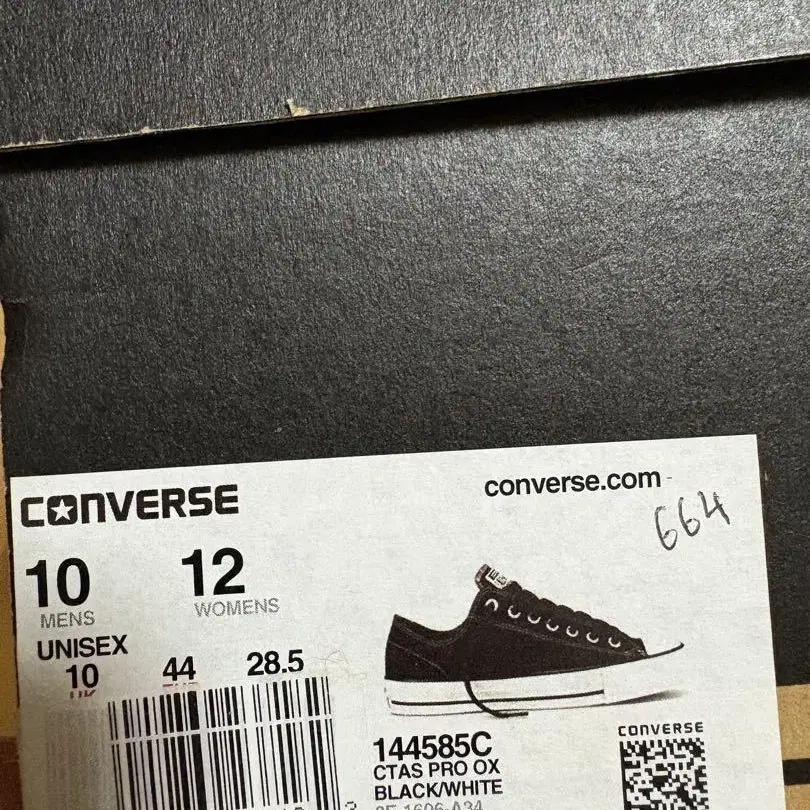 CONVERSE
converse.com
664
10
12
MENS
WOMENS
UNISEX
10
44
28.5
UK
144585C
CTAS PRO OX
BLACK/WHITE
CONVERSE